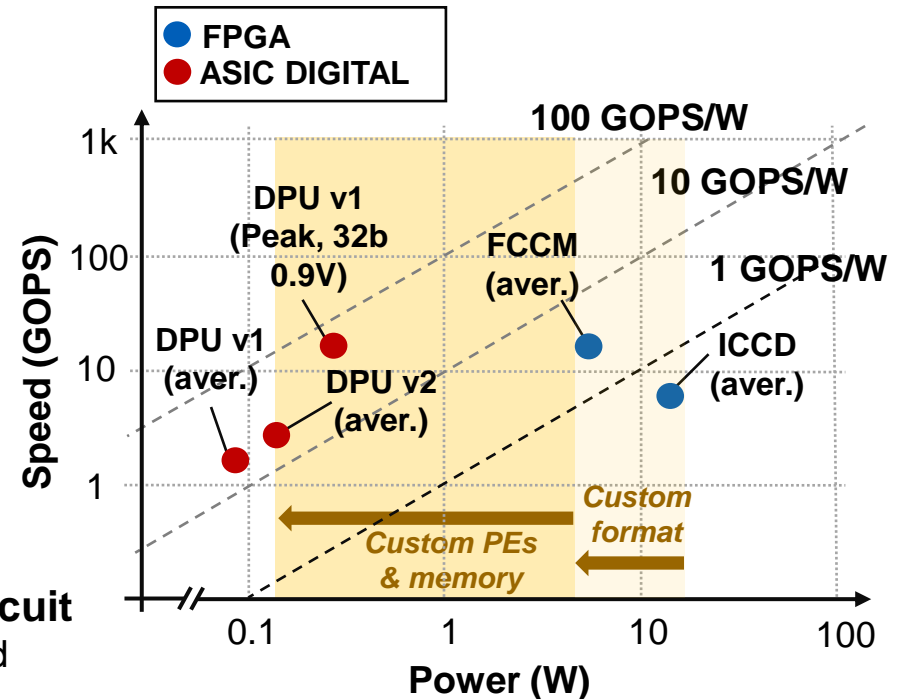 FPGA
ASIC DIGITAL
100 GOPS/W
1k
10 GOPS/W
DPU v1
(Peak, 32b
0.9V)
FCCM
(aver.)
100
1 GOPS/W
Speed (GOPS)
DPU v1
(aver.)
10
DPU v2
(aver.)
ICCD
(aver.)
1
Custom
format
Custom PEs
& memory
cuit
d
0.1
1
10
100
Power (W)